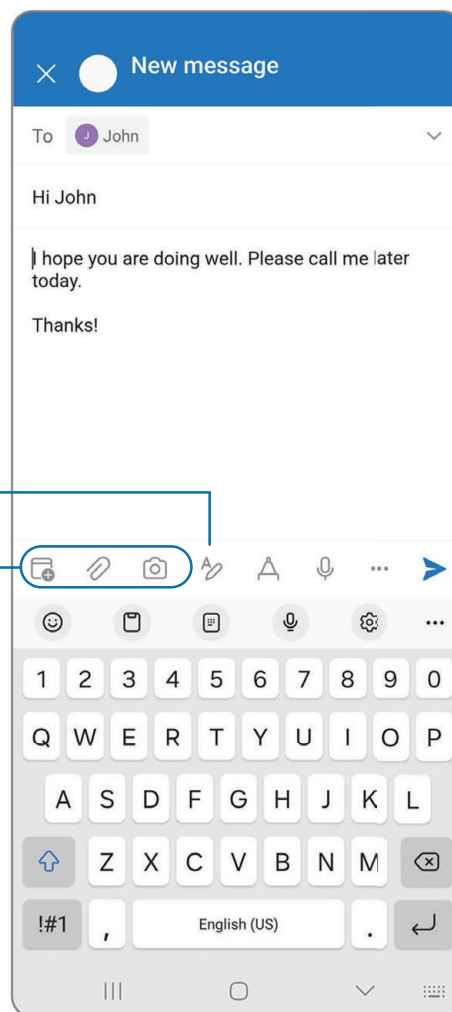 New message
To J John
Hi John
I hope you are doing well. Please call me later
today.
Thanks!
1 2 3 4 5 6 7 8 9 0
Q W E R T Y U I O P
A S D F G H J K L
Z X C V B N M
!#1 , English (US) .